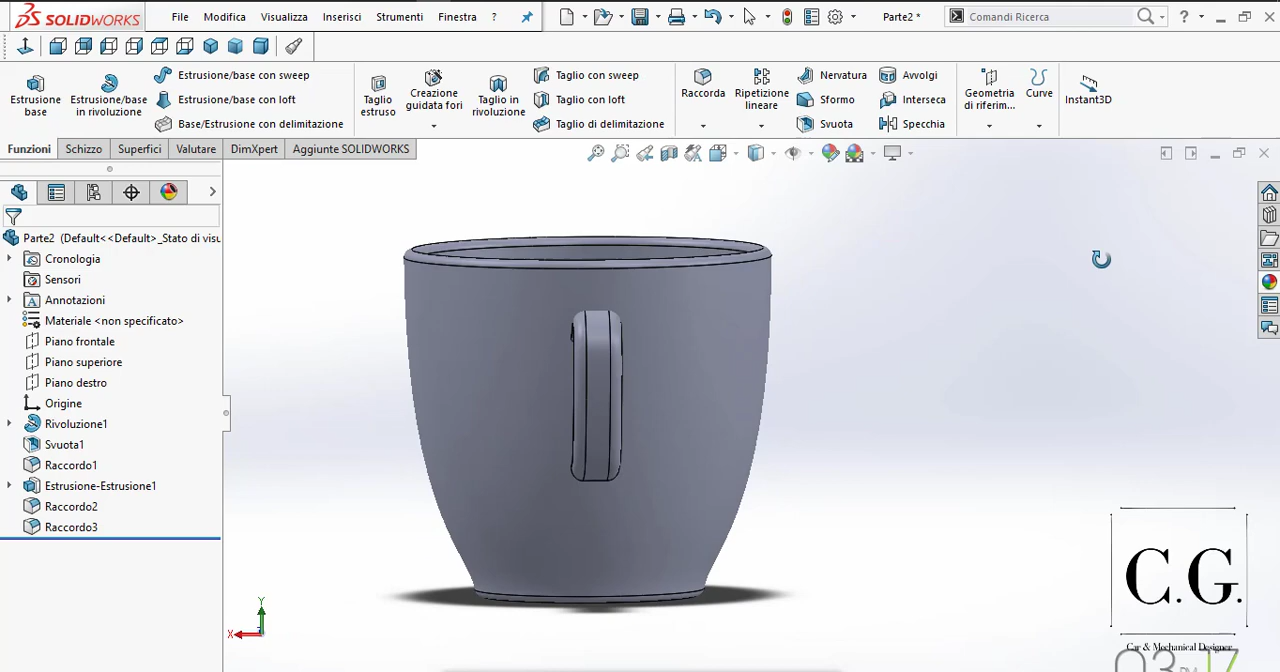 SOLIDWORKS File Modifica Visualizza Inserisci Strumenti Finestra ? Parte2 * Comandi Ricerca ?
Estrusione base
Estrusione/base in rivoluzione
Estrusione/base con sweep
Estrusione/base con loft
Base/Estrusione con delimitazione
Taglio estruso
Creazione guidata fori
Taglio in rivoluzione
Taglio con sweep
Taglio con loft
Taglio di delimitazione
Raccorda
Ripetizione lineare
Nervatura
Sformo
Svuota
Avvolgi
Interseca
Specchia
Geometria di riferim...
Curve
Instant3D
Funzioni Schizzo Superfici Valutare DimXpert Aggiunte SOLIDWORKS
Parte2 (Default<<Default>_Stato di visu
Cronologia
Sensori
Annotazioni
Materiale <non specificato>
Piano frontale
Piano superiore
Piano destro
Origine
Rivoluzione1
Svuota1
Raccordo1
Estrusione-Estrusione1
Raccordo2
Raccordo3
Y
X
C.G.
Car & Mechanical Designer